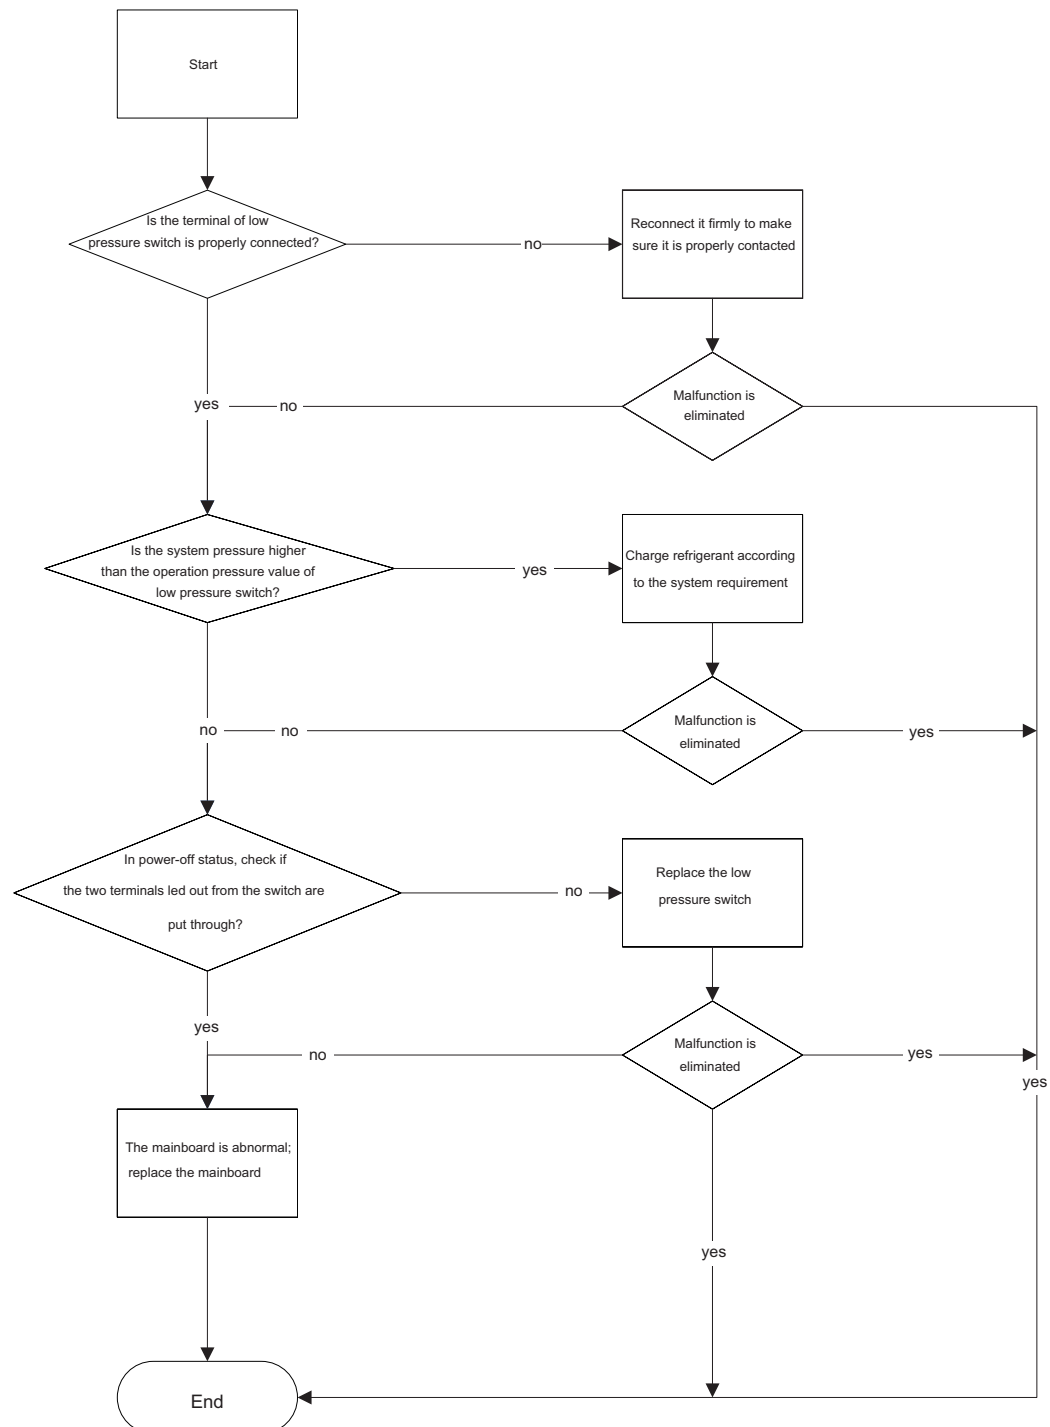 Start
Is the terminal of low
pressure switch is properly connected?
no
Reconnect it firmly to make
sure it is properly contacted
yes
no
Malfunction is
eliminated
Is the system pressure higher
than the operation pressure value of
low pressure switch?
yes
Charge refrigerant according
to the system requirement
no
no
Malfunction is
eliminated
yes
In power-off status, check if
the two terminals led out from the switch are
put through?
no
Replace the low
pressure switch
yes
no
Malfunction is
eliminated
yes
yes
The mainboard is abnormal;
replace the mainboard
yes
End